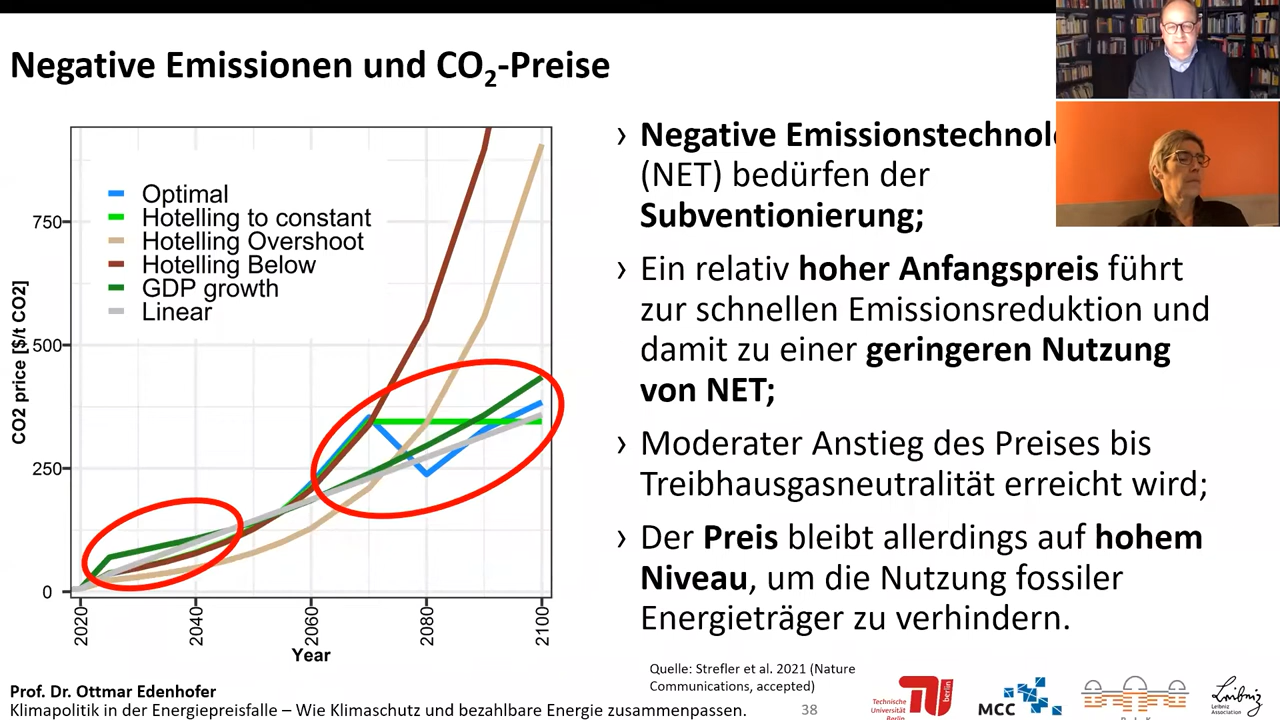 Negative Emissionen und CO₂-Preise
› Negative Emissionstechnol
(NET) bedürfen der
Subventionierung;
› Ein relativ hoher Anfangspreis führt
zur schnellen Emissionsreduktion und
damit zu einer geringeren Nutzung
von NET;
› Moderater Anstieg des Preises bis
Treibhausgasneutralität erreicht wird;
› Der Preis bleibt allerdings auf hohem
Niveau, um die Nutzung fossiler
Energieträger zu verhindern.
CO2 price [$/t CO2]
750
500
250
0
Optimal
Hotelling to constant
Hotelling Overshoot
Hotelling Below
GDP growth
Linear
2020
2040
2060
2080
2100
Year
Quelle: Strefler et al. 2021 (Nature
Communications, accepted)
Prof. Dr. Ottmar Edenhofer
Klimapolitik in der Energiepreisfalle – Wie Klimaschutz und bezahlbare Energie zusammenpassen.
38
Technische
Universität
Berlin
berlin
MCC
Leibniz
Leibniz
Association